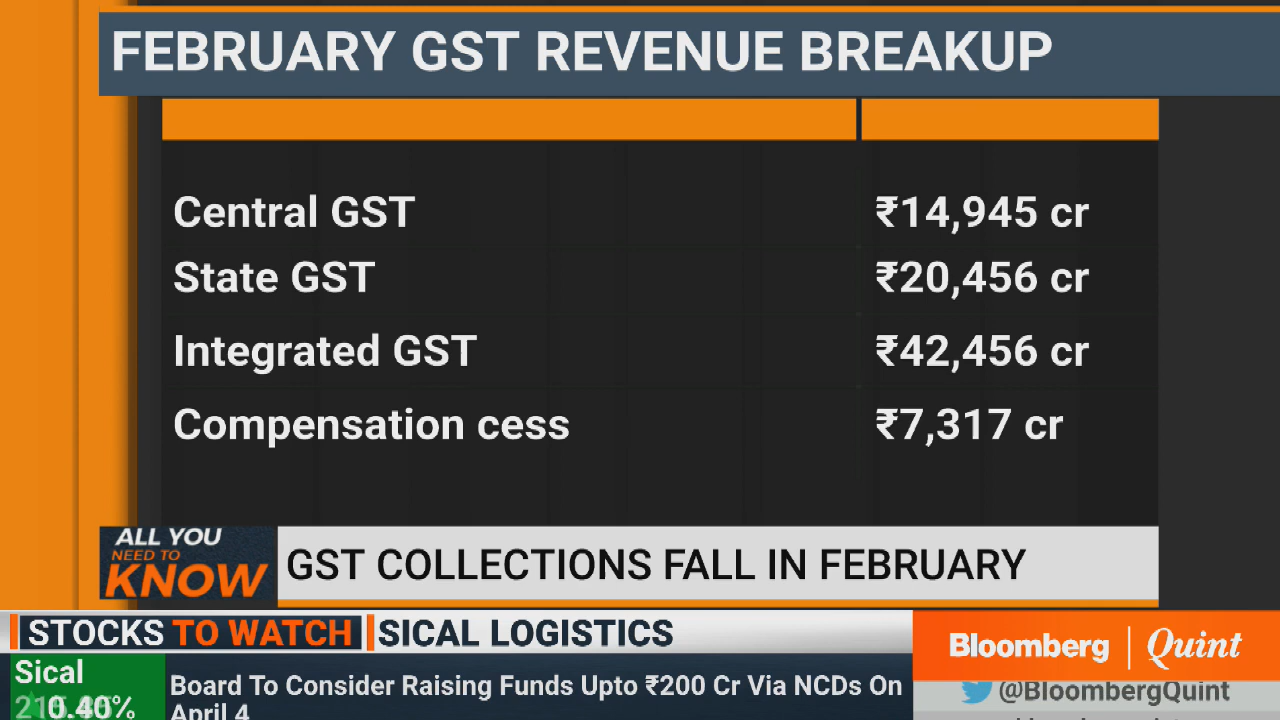 FEBRUARY GST REVENUE BREAKUP
Central GST ₹14,945 cr
State GST ₹20,456 cr
Integrated GST ₹42,456 cr
Compensation cess ₹7,317 cr
ALL YOU
NEED TO
KNOW
GST COLLECTIONS FALL IN FEBRUARY
STOCKS TO WATCH SICAL LOGISTICS
Bloomberg | Quint
Sical
0.40%
Board To Consider Raising Funds Upto ₹200 Cr Via NCDs On
April 4
@BloombergQuint